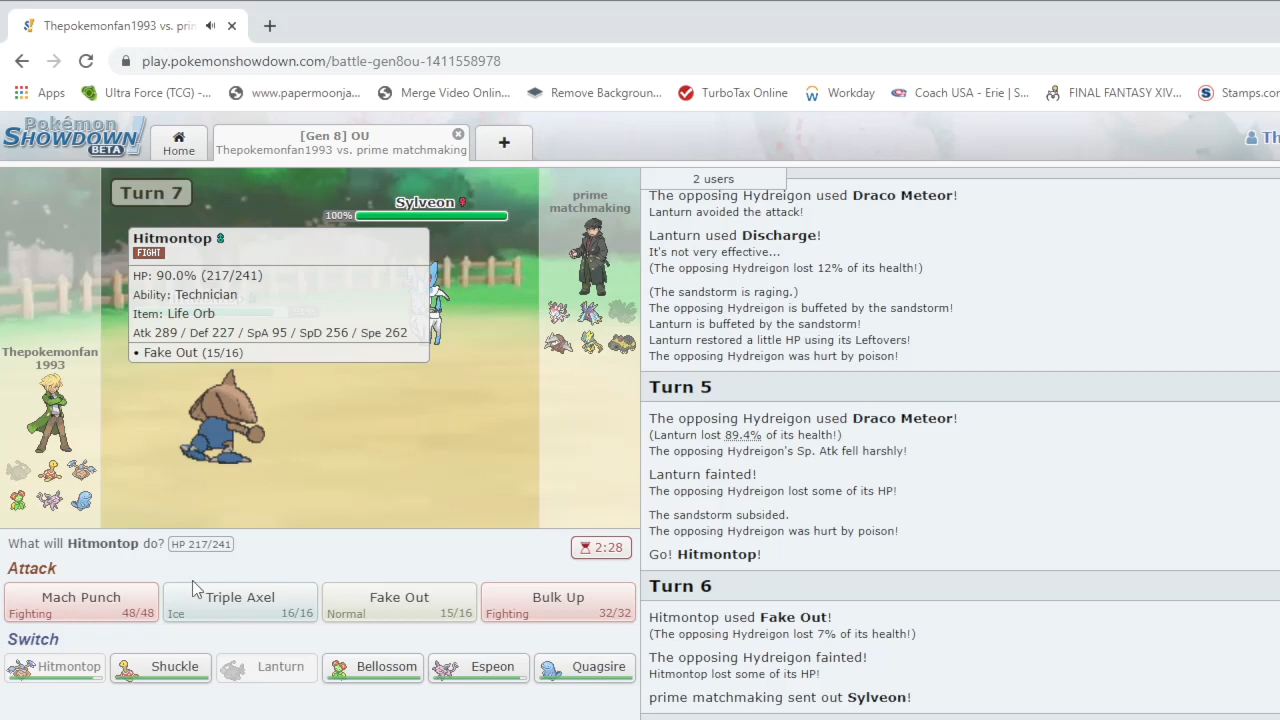 Thepokemonfan1993 vs. prin
play.pokemonshowdown.com/battle-gen8ou-1411558978
Apps
Ultra Force (TCG) -...
www.papermoonja...
Merge Video Onlin...
Remove Backgroun...
TurboTax Online
Workday
Coach USA - Erie | S...
FINAL FANTASY XIV...
Stamps.com
Pokémon
SHOWDOWN!
BETA
Home
[Gen 8] OU
Thepokemonfan1993 vs. prime matchmaking
+
Th
Turn 7
Sylveon
100%
Hitmontop
FIGHT
HP: 90.0% (217/241)
Ability: Technician
Item: Life Orb
Atk 289 / Def 227 / SpA 95 / SpD 256 / Spe 262
• Fake Out (15/16)
prime
matchmaking
Thepokemonfan
1993
What will Hitmontop do? HP 217/241
2:28
Attack
Mach Punch
Fighting 48/48
Triple Axel
Ice 16/16
Fake Out
Normal 15/16
Bulk Up
Fighting 32/32
Switch
Hitmontop
Shuckle
Lanturn
Bellossom
Espeon
Quagsire
2 users
The opposing Hydreigon used Draco Meteor!
Lanturn avoided the attack!
Lanturn used Discharge!
It's not very effective...
(The opposing Hydreigon lost 12% of its health!)
(The sandstorm is raging.)
The opposing Hydreigon is buffeted by the sandstorm!
Lanturn is buffeted by the sandstorm!
Lanturn restored a little HP using its Leftovers!
The opposing Hydreigon was hurt by poison!
Turn 5
The opposing Hydreigon used Draco Meteor!
(Lanturn lost 89.4% of its health!)
The opposing Hydreigon's Sp. Atk fell harshly!
Lanturn fainted!
The opposing Hydreigon lost some of its HP!
The sandstorm subsided.
The opposing Hydreigon was hurt by poison!
Go! Hitmontop!
Turn 6
Hitmontop used Fake Out!
(The opposing Hydreigon lost 7% of its health!)
The opposing Hydreigon fainted!
Hitmontop lost some of its HP!
prime matchmaking sent out Sylveon!